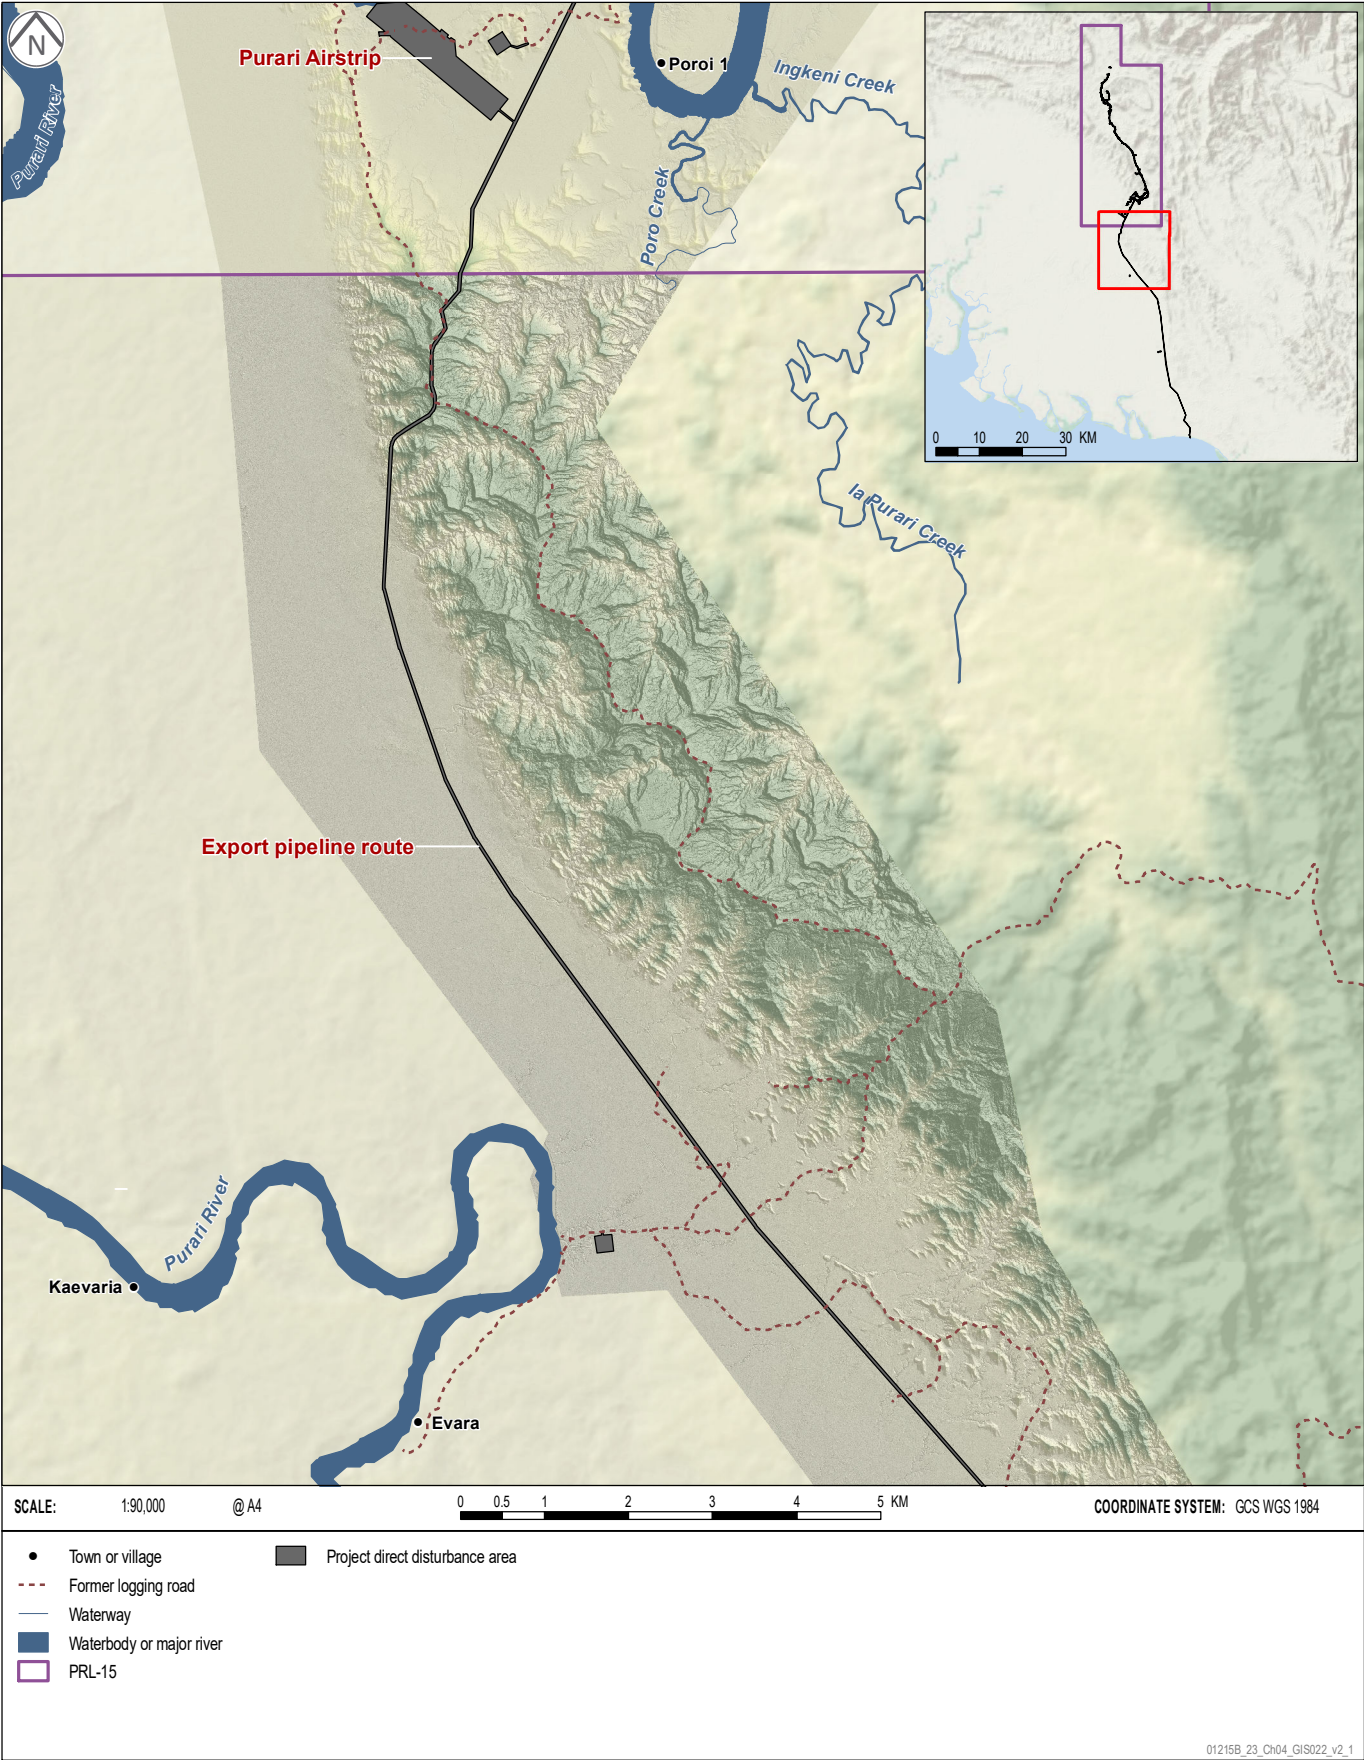 N
Purari Airstrip
Poroi 1
Ingkeni Creek
Purari River
Poro Creek
0 10 20 30 KM
Ia Purari Creek
Export pipeline route
Purari River
Kaevaria
Evara
SCALE: 1:90,000 @ A4
0 0.5 1 2 3 4 5 KM
COORDINATE SYSTEM: GCS WGS 1984
Town or village
Project direct disturbance area
Former logging road
Waterway
Waterbody or major river
PRL-15
01215B_23_Ch04_GIS022_v2_1